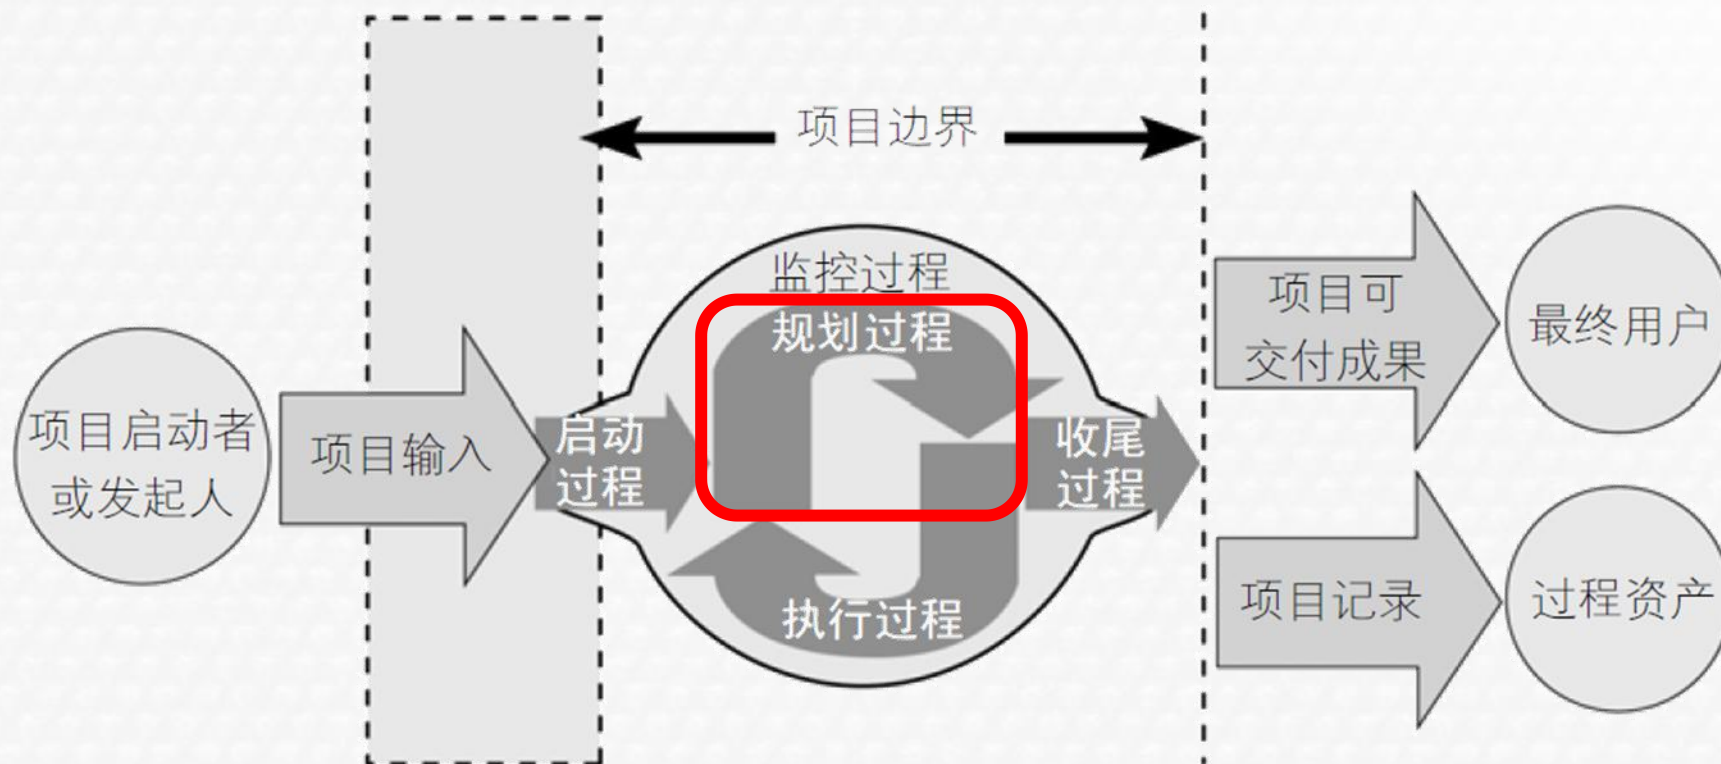 项目边界
监控过程
规划过程
项目启动者
或发起人
项目输入
启动
过程
收尾
过程
执行过程
项目可
交付成果
最终用户
项目记录
过程资产